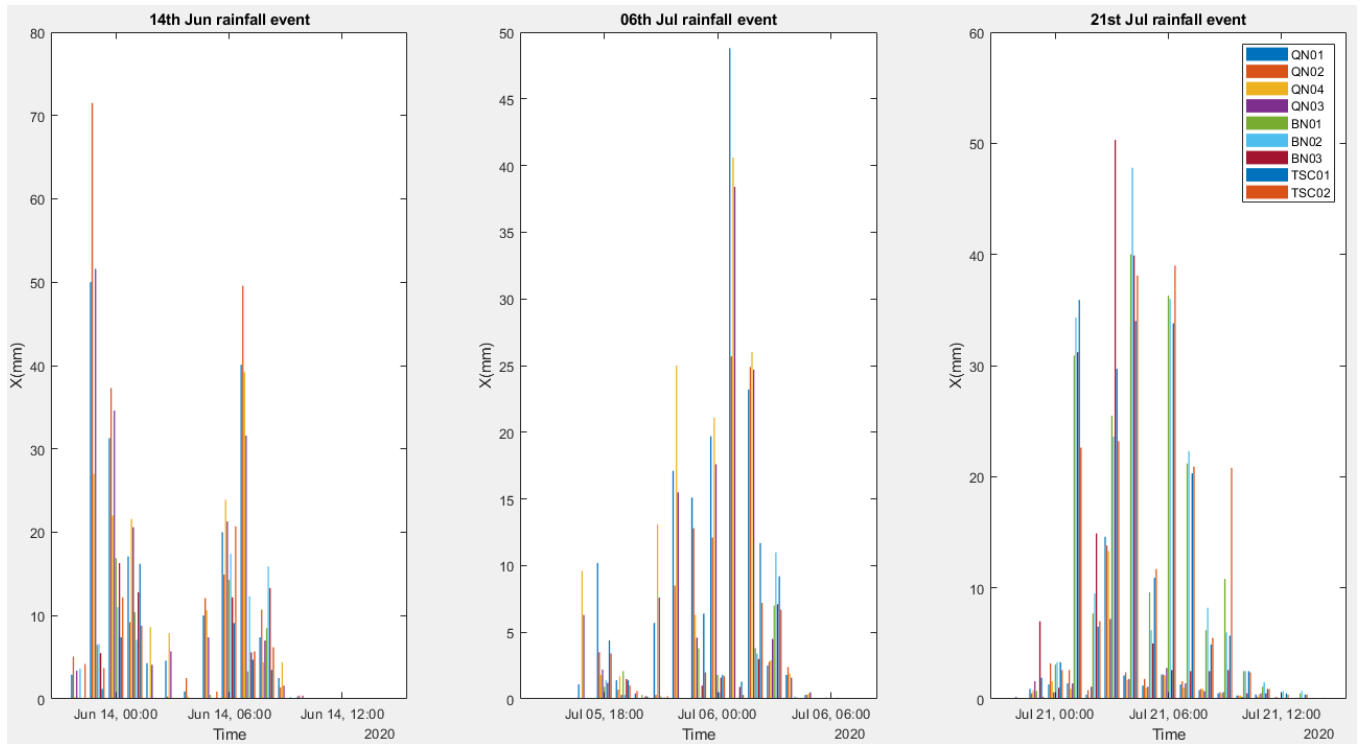 14th Jun rainfall event
80
70
60
50
40
30
20
10
0
X(mm)
Jun 14, 00:00 Jun 14, 06:00 Jun 14, 12:00
Time
2020
06th Jul rainfall event
50
45
40
35
30
25
20
15
10
5
0
X(mm)
Jul 05, 18:00 Jul 06, 00:00 Jul 06, 06:00
Time
2020
21st Jul rainfall event
60
50
40
30
20
10
0
X(mm)
Jul 21, 00:00 Jul 21, 06:00 Jul 21, 12:00
Time
2020
QN01
QN02
QN04
QN03
BN01
BN02
BN03
TSC01
TSC02